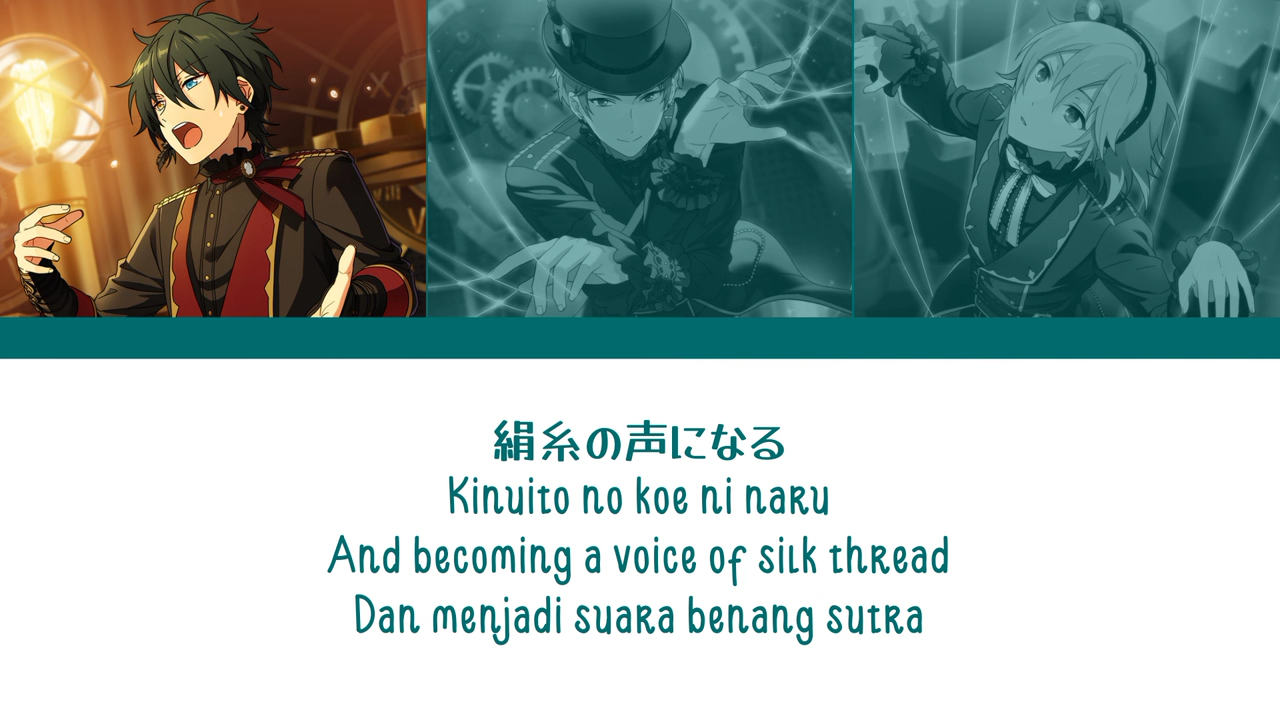 絹糸の声になる
Kinuito no koe ni naru
And becoming a voice of silk thread
Dan menjadi suara benang sutra